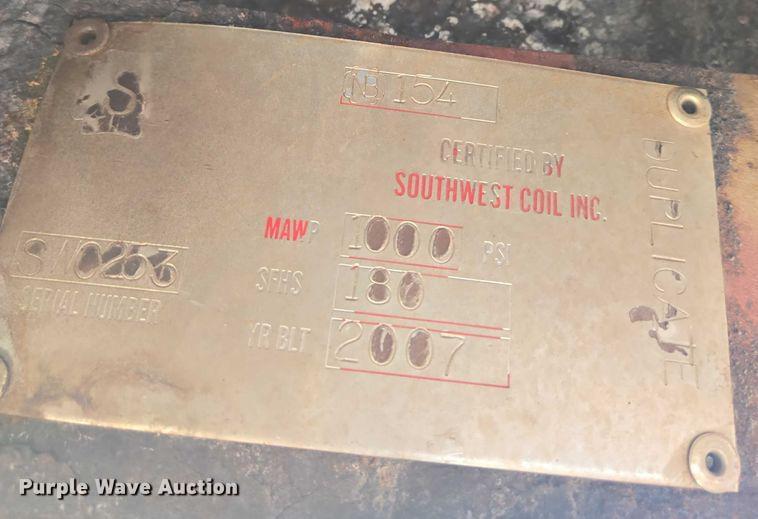 S
NB 154
CERTIFIED BY
SOUTHWEST COIL INC.
MAWP 1000 PSI
SFHS 180
YR BLT 2007
SW0253
SERIAL NUMBER
DUPLICATE
Purple Wave Auction